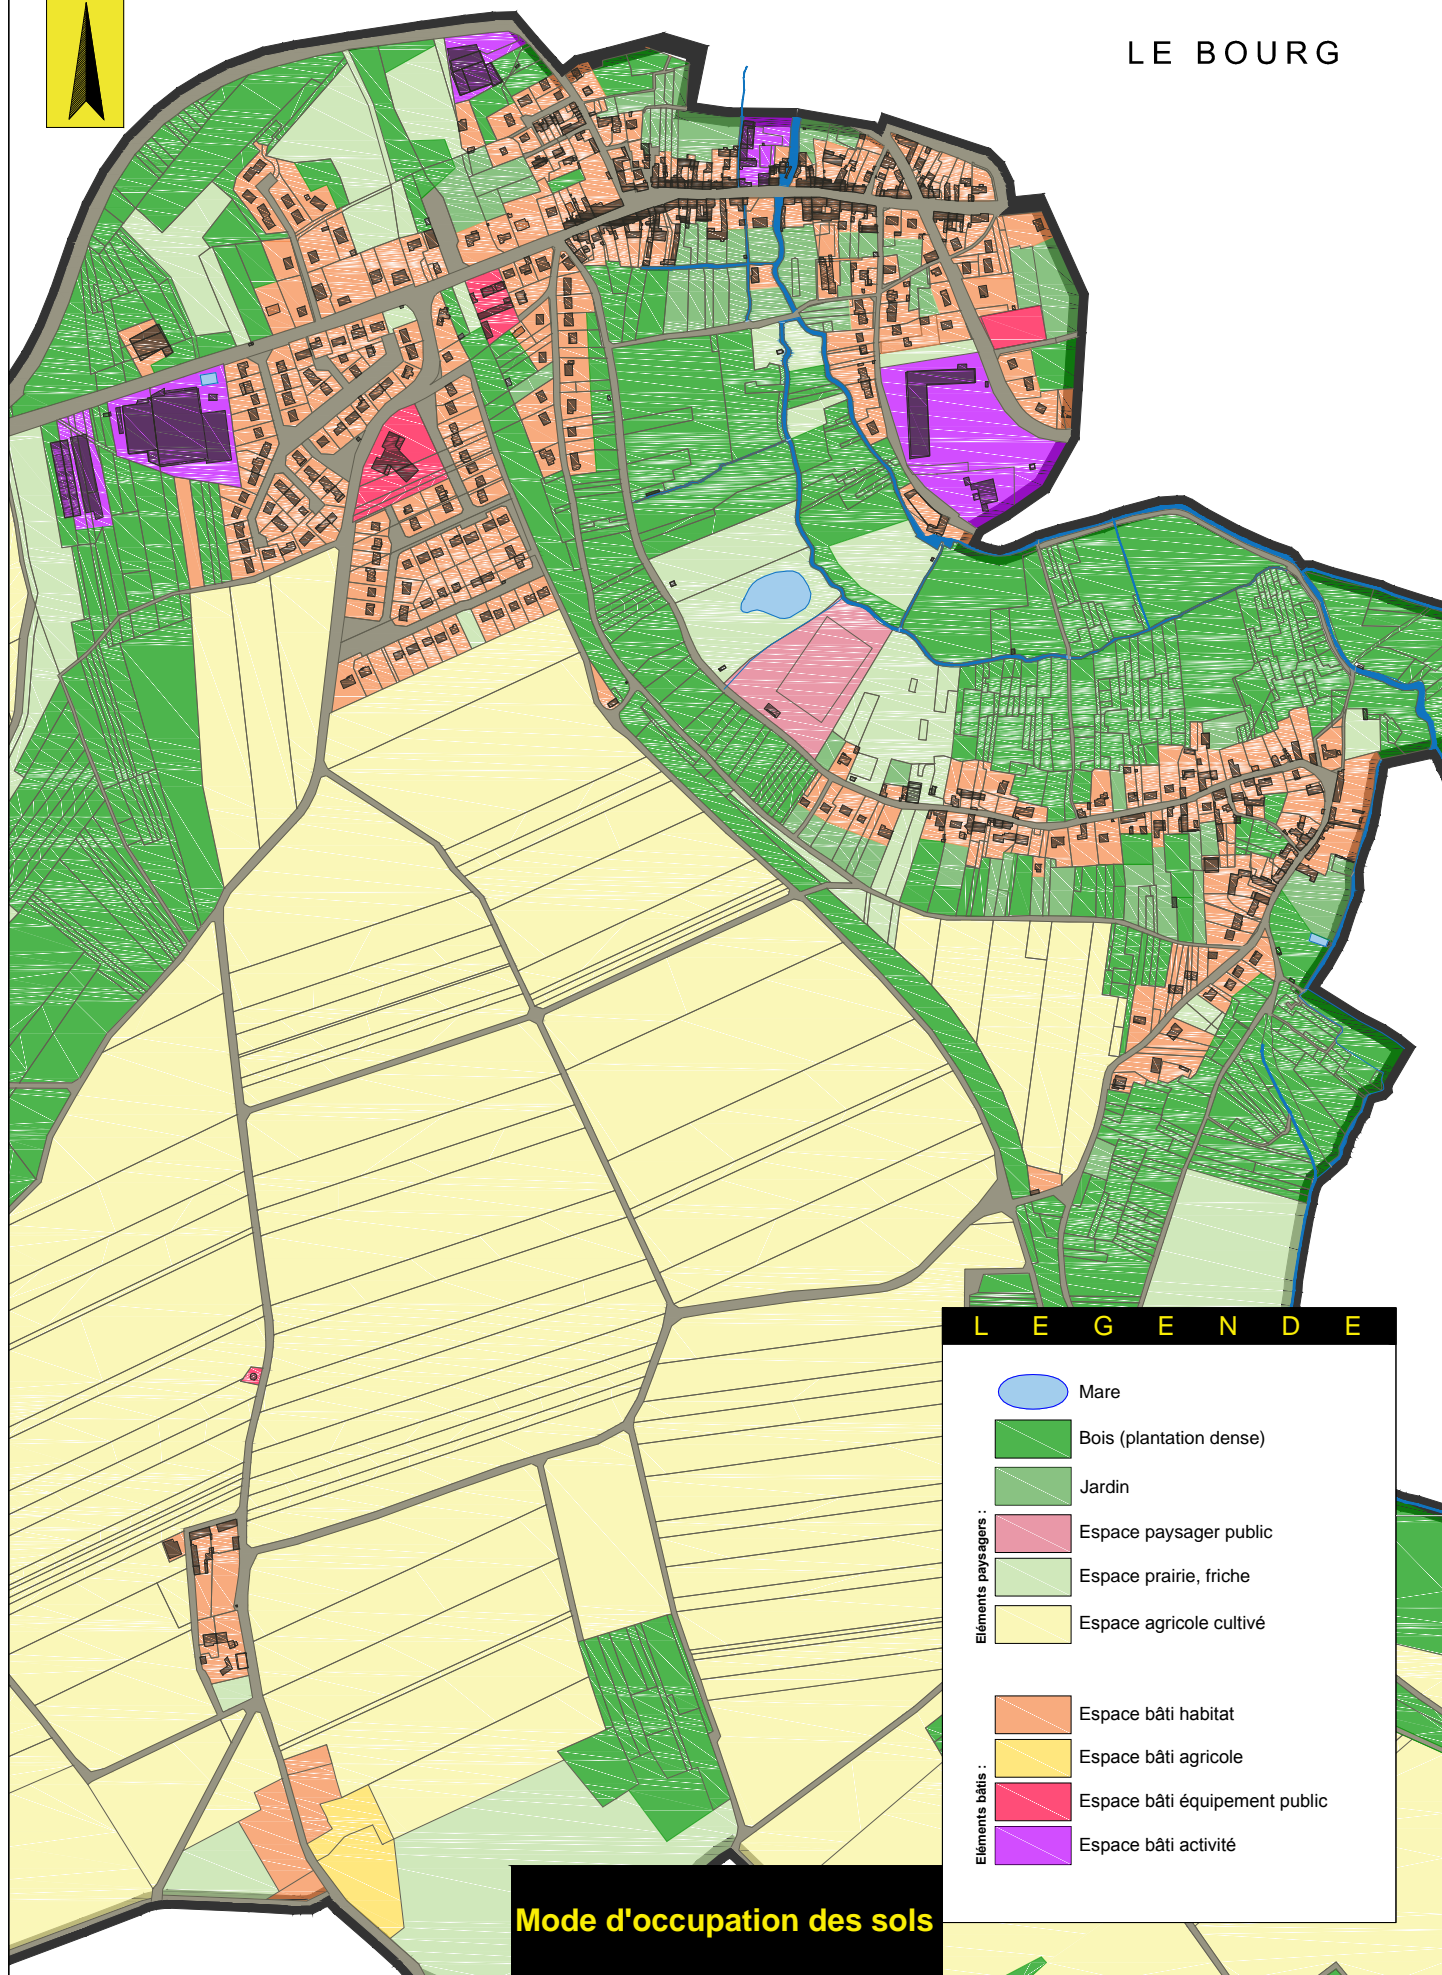 LE BOURG
LEGENDE
Mare
Bois (plantation dense)
Jardin
Eléments paysagers :
Espace paysager public
Espace prairie, friche
Espace agricole cultivé
Espace bâti habitat
Espace bâti agricole
Eléments bâtis :
Espace bâti équipement public
Espace bâti activité
Mode d'occupation des sols